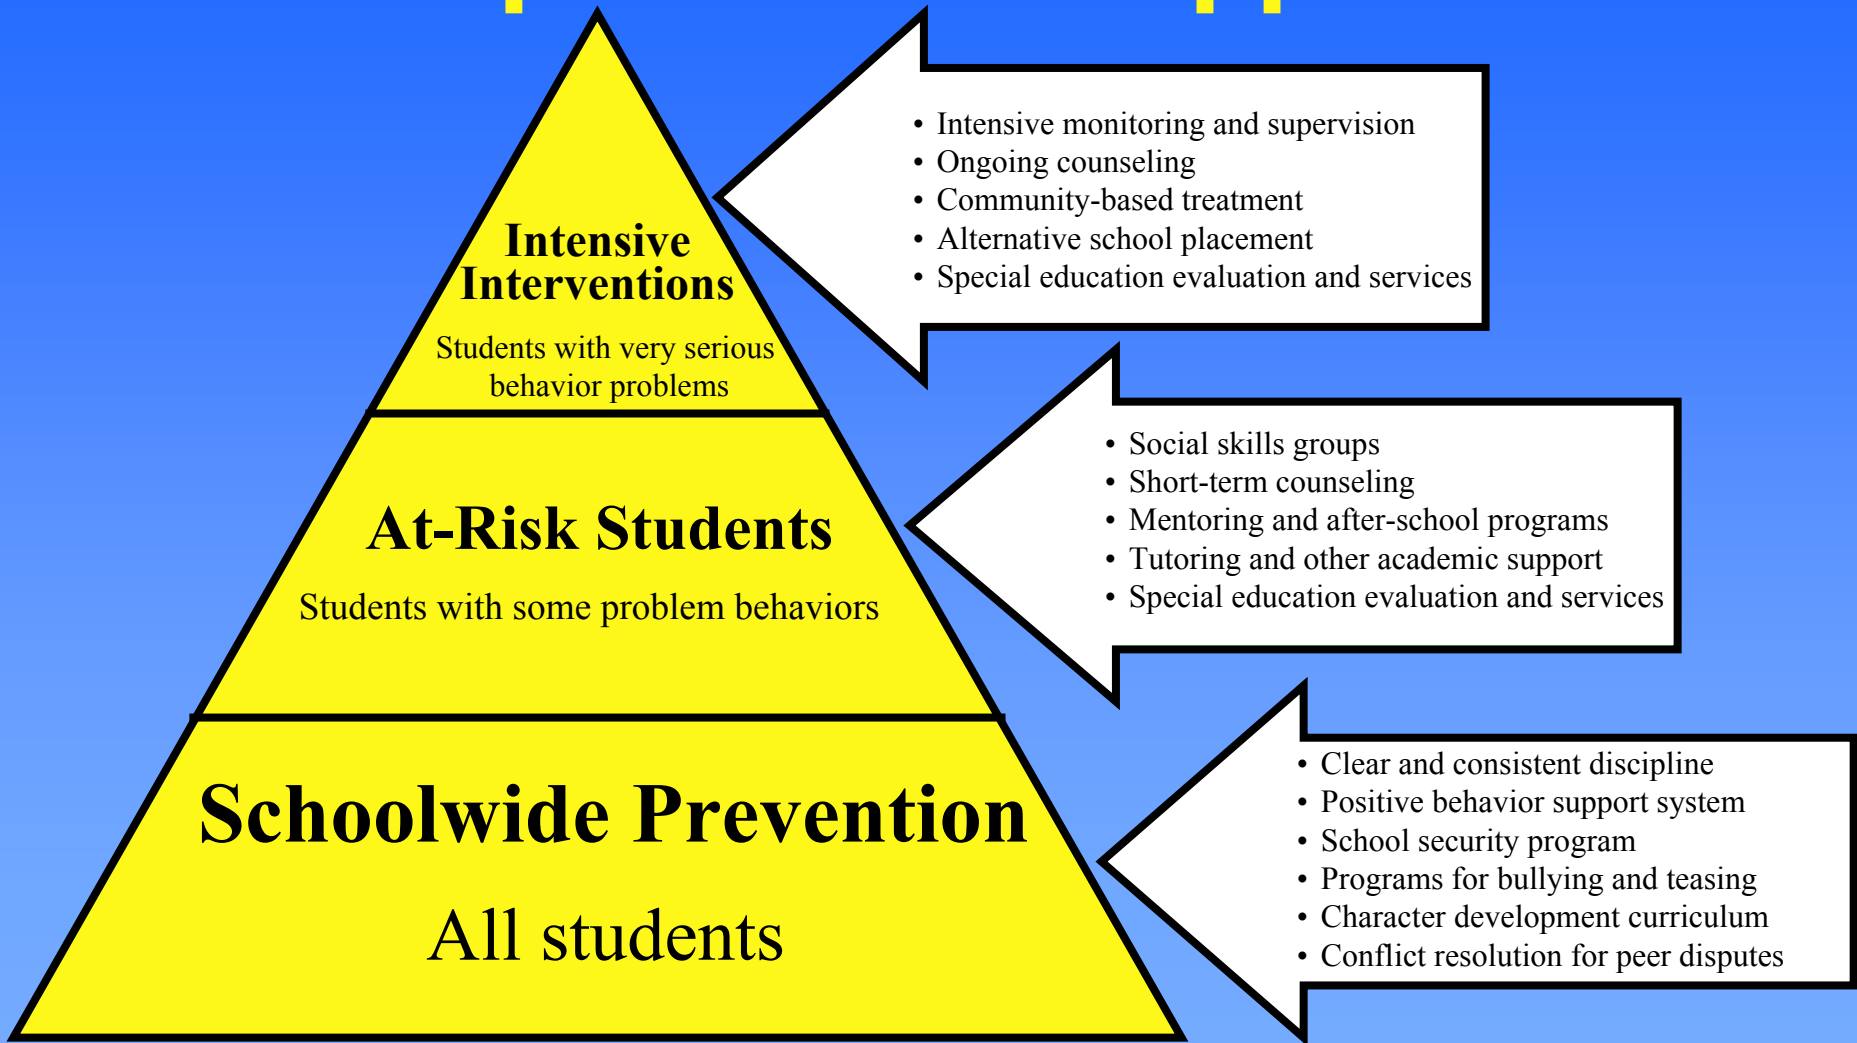 Intensive
Interventions
Students with very serious
behavior problems
• Intensive monitoring and supervision
• Ongoing counseling
• Community-based treatment
• Alternative school placement
• Special education evaluation and services
At-Risk Students
Students with some problem behaviors
• Social skills groups
• Short-term counseling
• Mentoring and after-school programs
• Tutoring and other academic support
• Special education evaluation and services
Schoolwide Prevention
All students
• Clear and consistent discipline
• Positive behavior support system
• School security program
• Programs for bullying and teasing
• Character development curriculum
• Conflict resolution for peer disputes